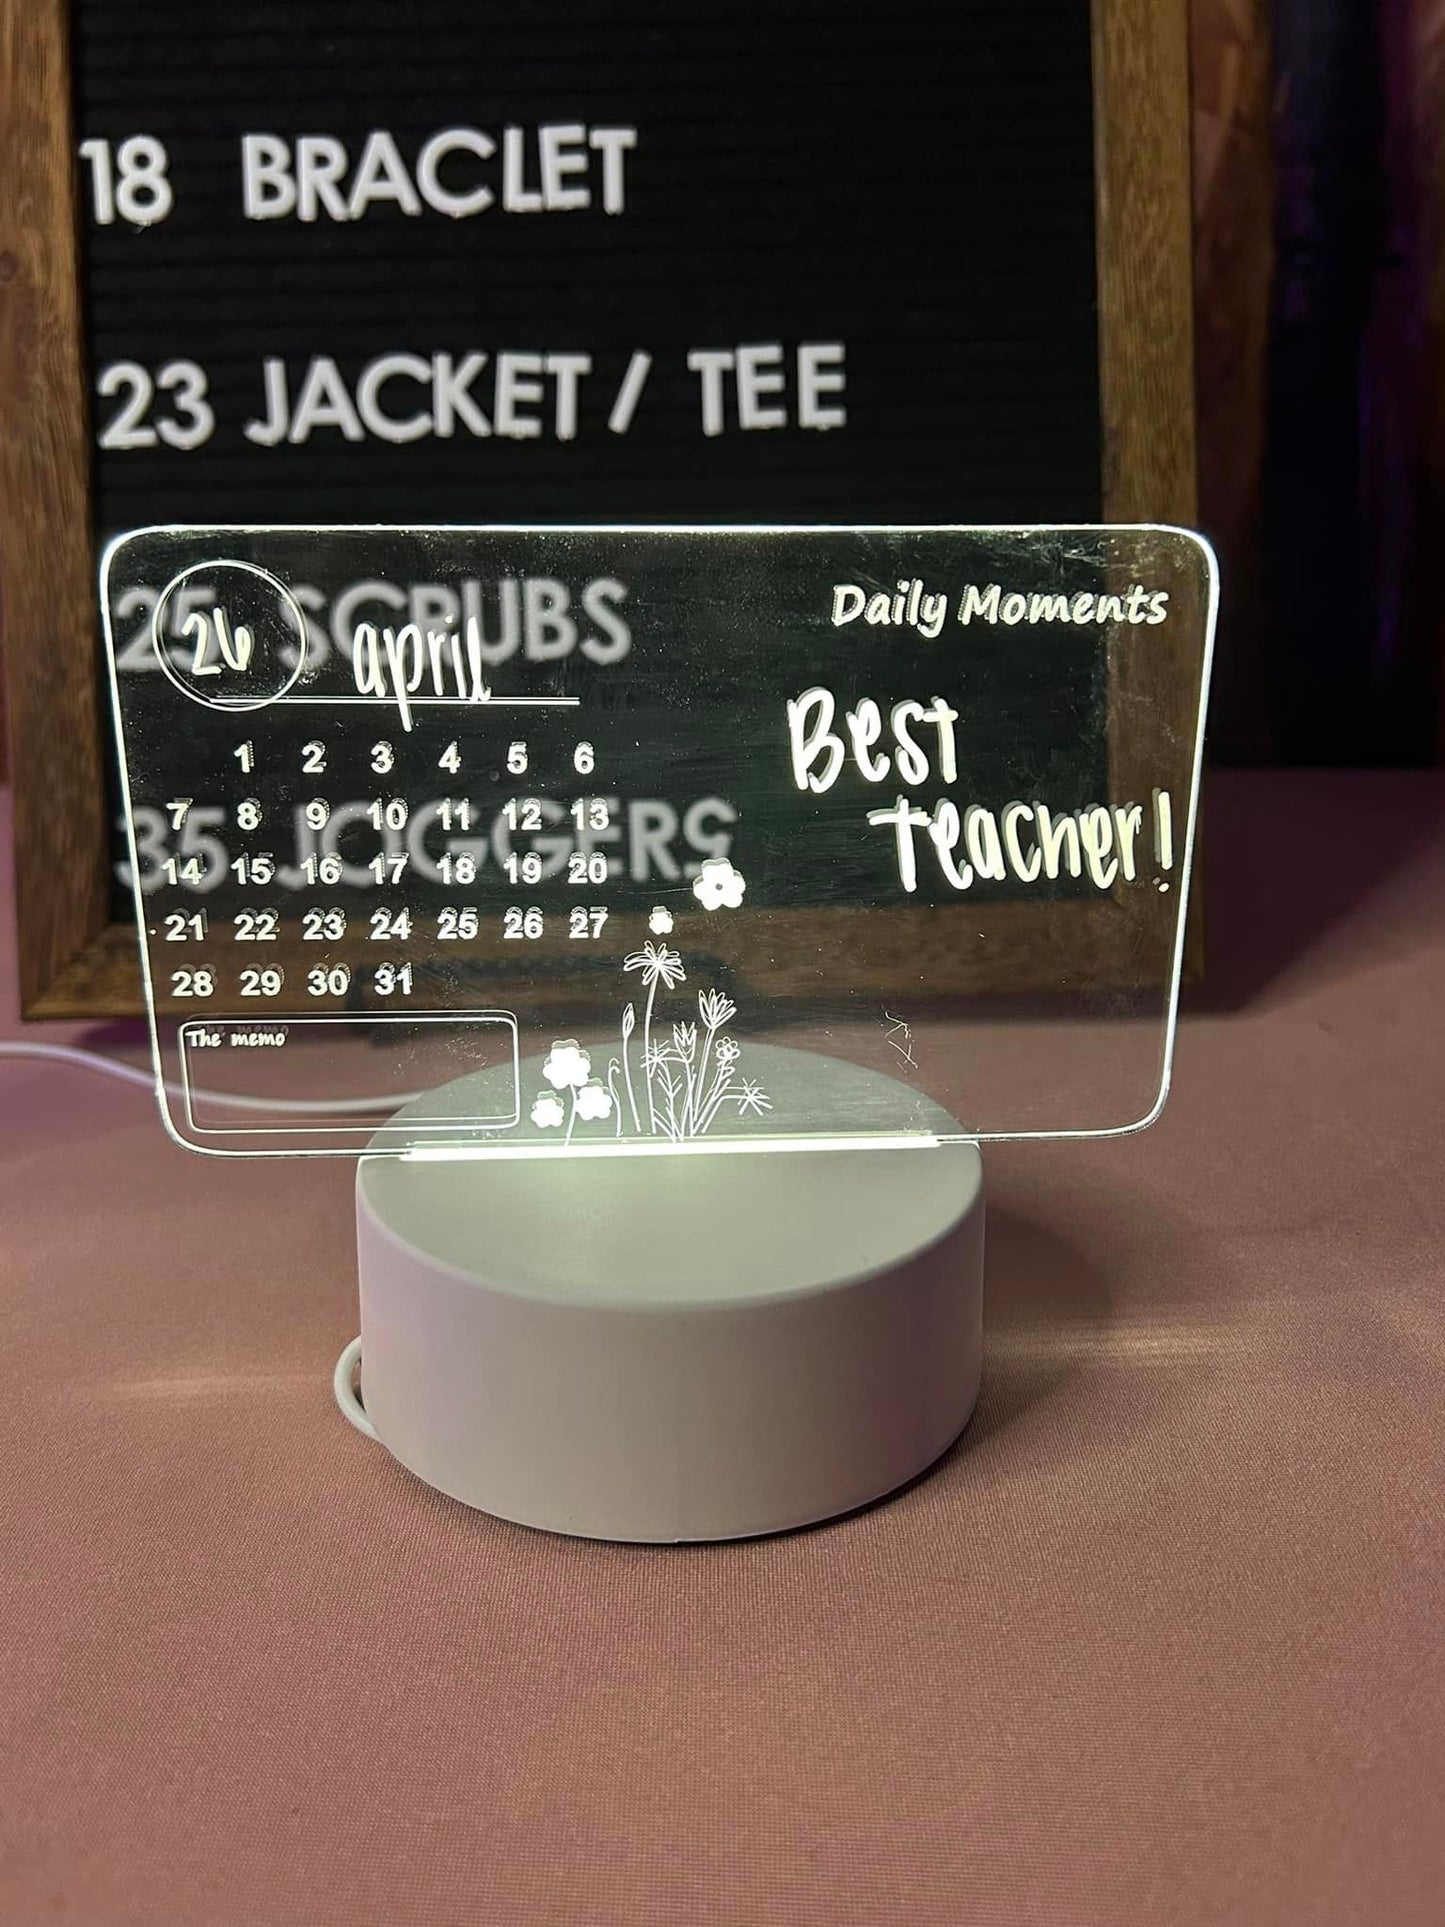 18 BRACLET
23 JACKET / TEE
25 SCRUBS
35 JOGGERS
26 april
Daily Moments
1 2 3 4 5 6
7 8 9 10 11 12 13
14 15 16 17 18 19 20
21 22 23 24 25 26 27
28 29 30 31
The memo
Best
teacher!